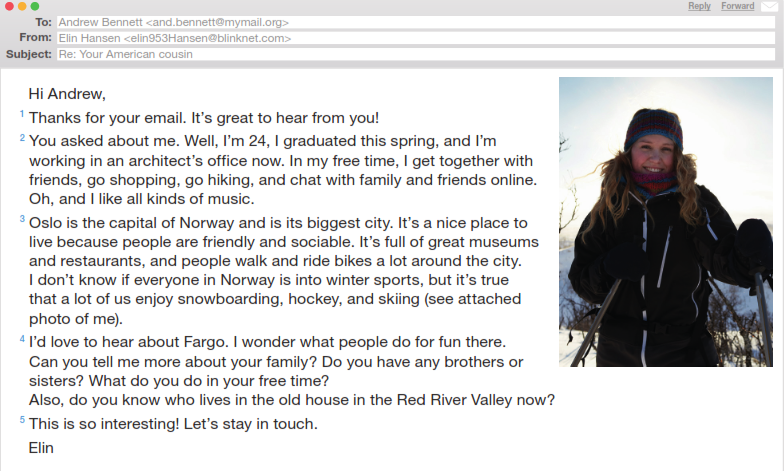 Reply Forward
To: Andrew Bennett <and.bennett@mymail.org>
From: Elin Hansen <elin953Hansen@blinknet.com>
Subject: Re: Your American cousin
Hi Andrew,
1 Thanks for your email. It's great to hear from you!
2 You asked about me. Well, I'm 24, I graduated this spring, and I'm
working in an architect's office now. In my free time, I get together with
friends, go shopping, go hiking, and chat with family and friends online.
Oh, and I like all kinds of music.
3 Oslo is the capital of Norway and is its biggest city. It's a nice place to
live because people are friendly and sociable. It's full of great museums
and restaurants, and people walk and ride bikes a lot around the city.
I don't know if everyone in Norway is into winter sports, but it's true
that a lot of us enjoy snowboarding, hockey, and skiing (see attached
photo of me).
4 I'd love to hear about Fargo. I wonder what people do for fun there.
Can you tell me more about your family? Do you have any brothers or
sisters? What do you do in your free time?
Also, do you know who lives in the old house in the Red River Valley now?
5 This is so interesting! Let's stay in touch.
Elin